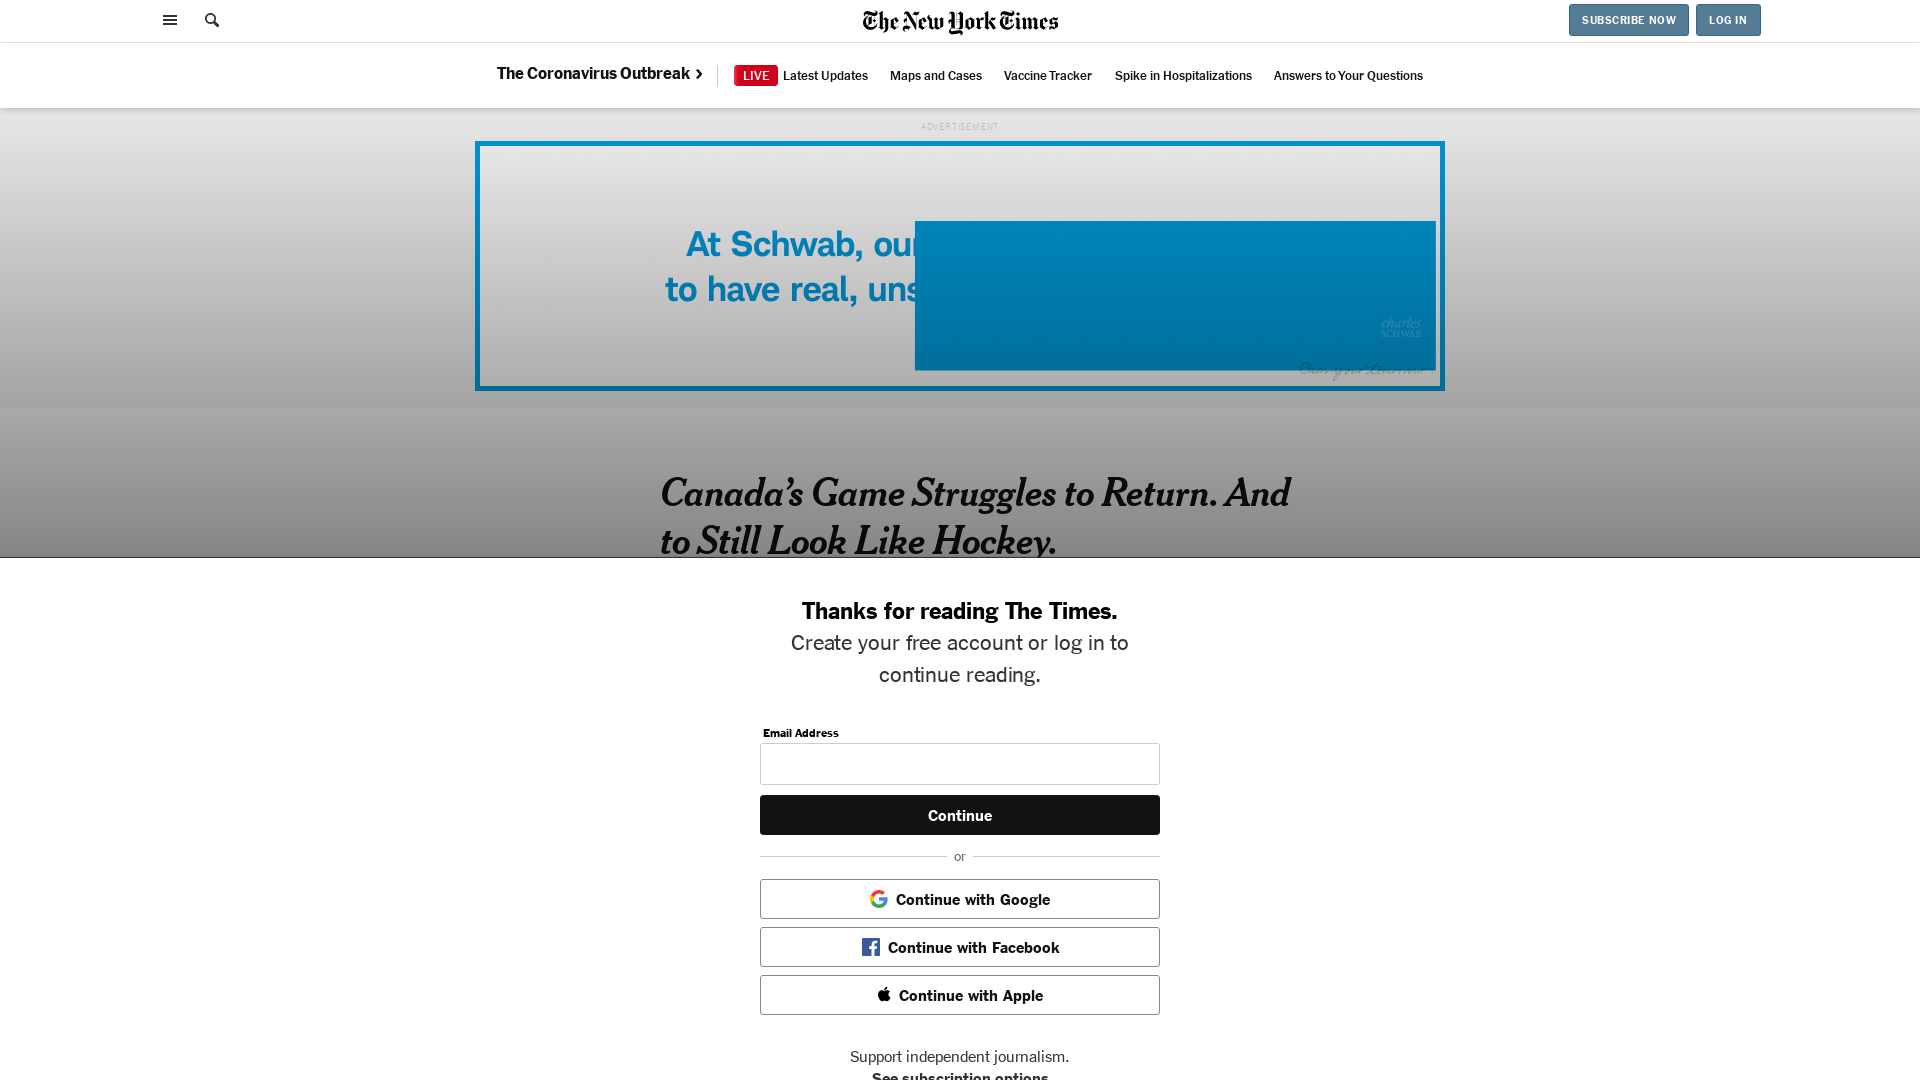 The New York Times
SUBSCRIBE NOW
LOG IN
The Coronavirus Outbreak
LIVE Latest Updates
Maps and Cases
Vaccine Tracker
Spike in Hospitalizations
Answers to Your Questions
ADVERTISEMENT
At Schwab, our
to have real, uns
charles
SCHWAB
Own your tomorrow
Canada’s Game Struggles to Return. And
to Still Look Like Hockey.
Thanks for reading The Times.
Create your free account or log in to
continue reading.
Email Address
Continue
or
Continue with Google
Continue with Facebook
Continue with Apple
Support independent journalism.
See subscription options